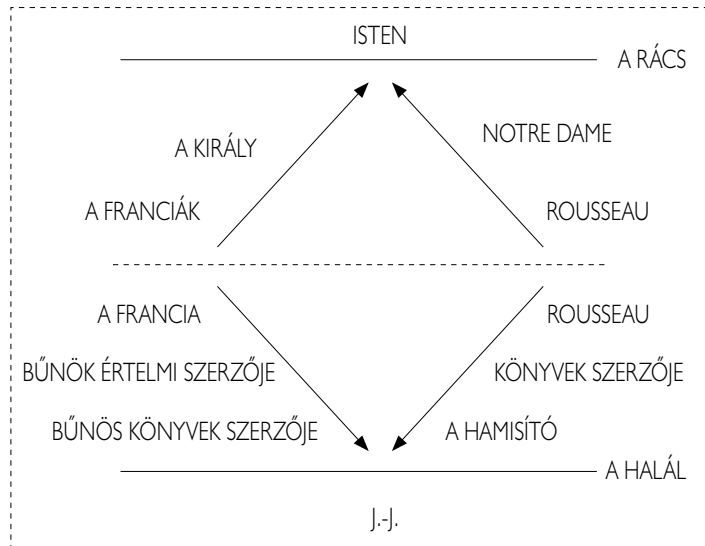 ISTEN
A RÁCS
NOTRE DAME
A KIRÁLY
A FRANCIÁK
ROUSSEAU
A FRANCIA
ROUSSEAU
BŰNÖK ÉRTELMI SZERZŐJE
KÖNYVEK SZERZŐJE
BŰNÖS KÖNYVEK SZERZŐJE
A HAMISÍTÓ
A HALÁL
J.-J.